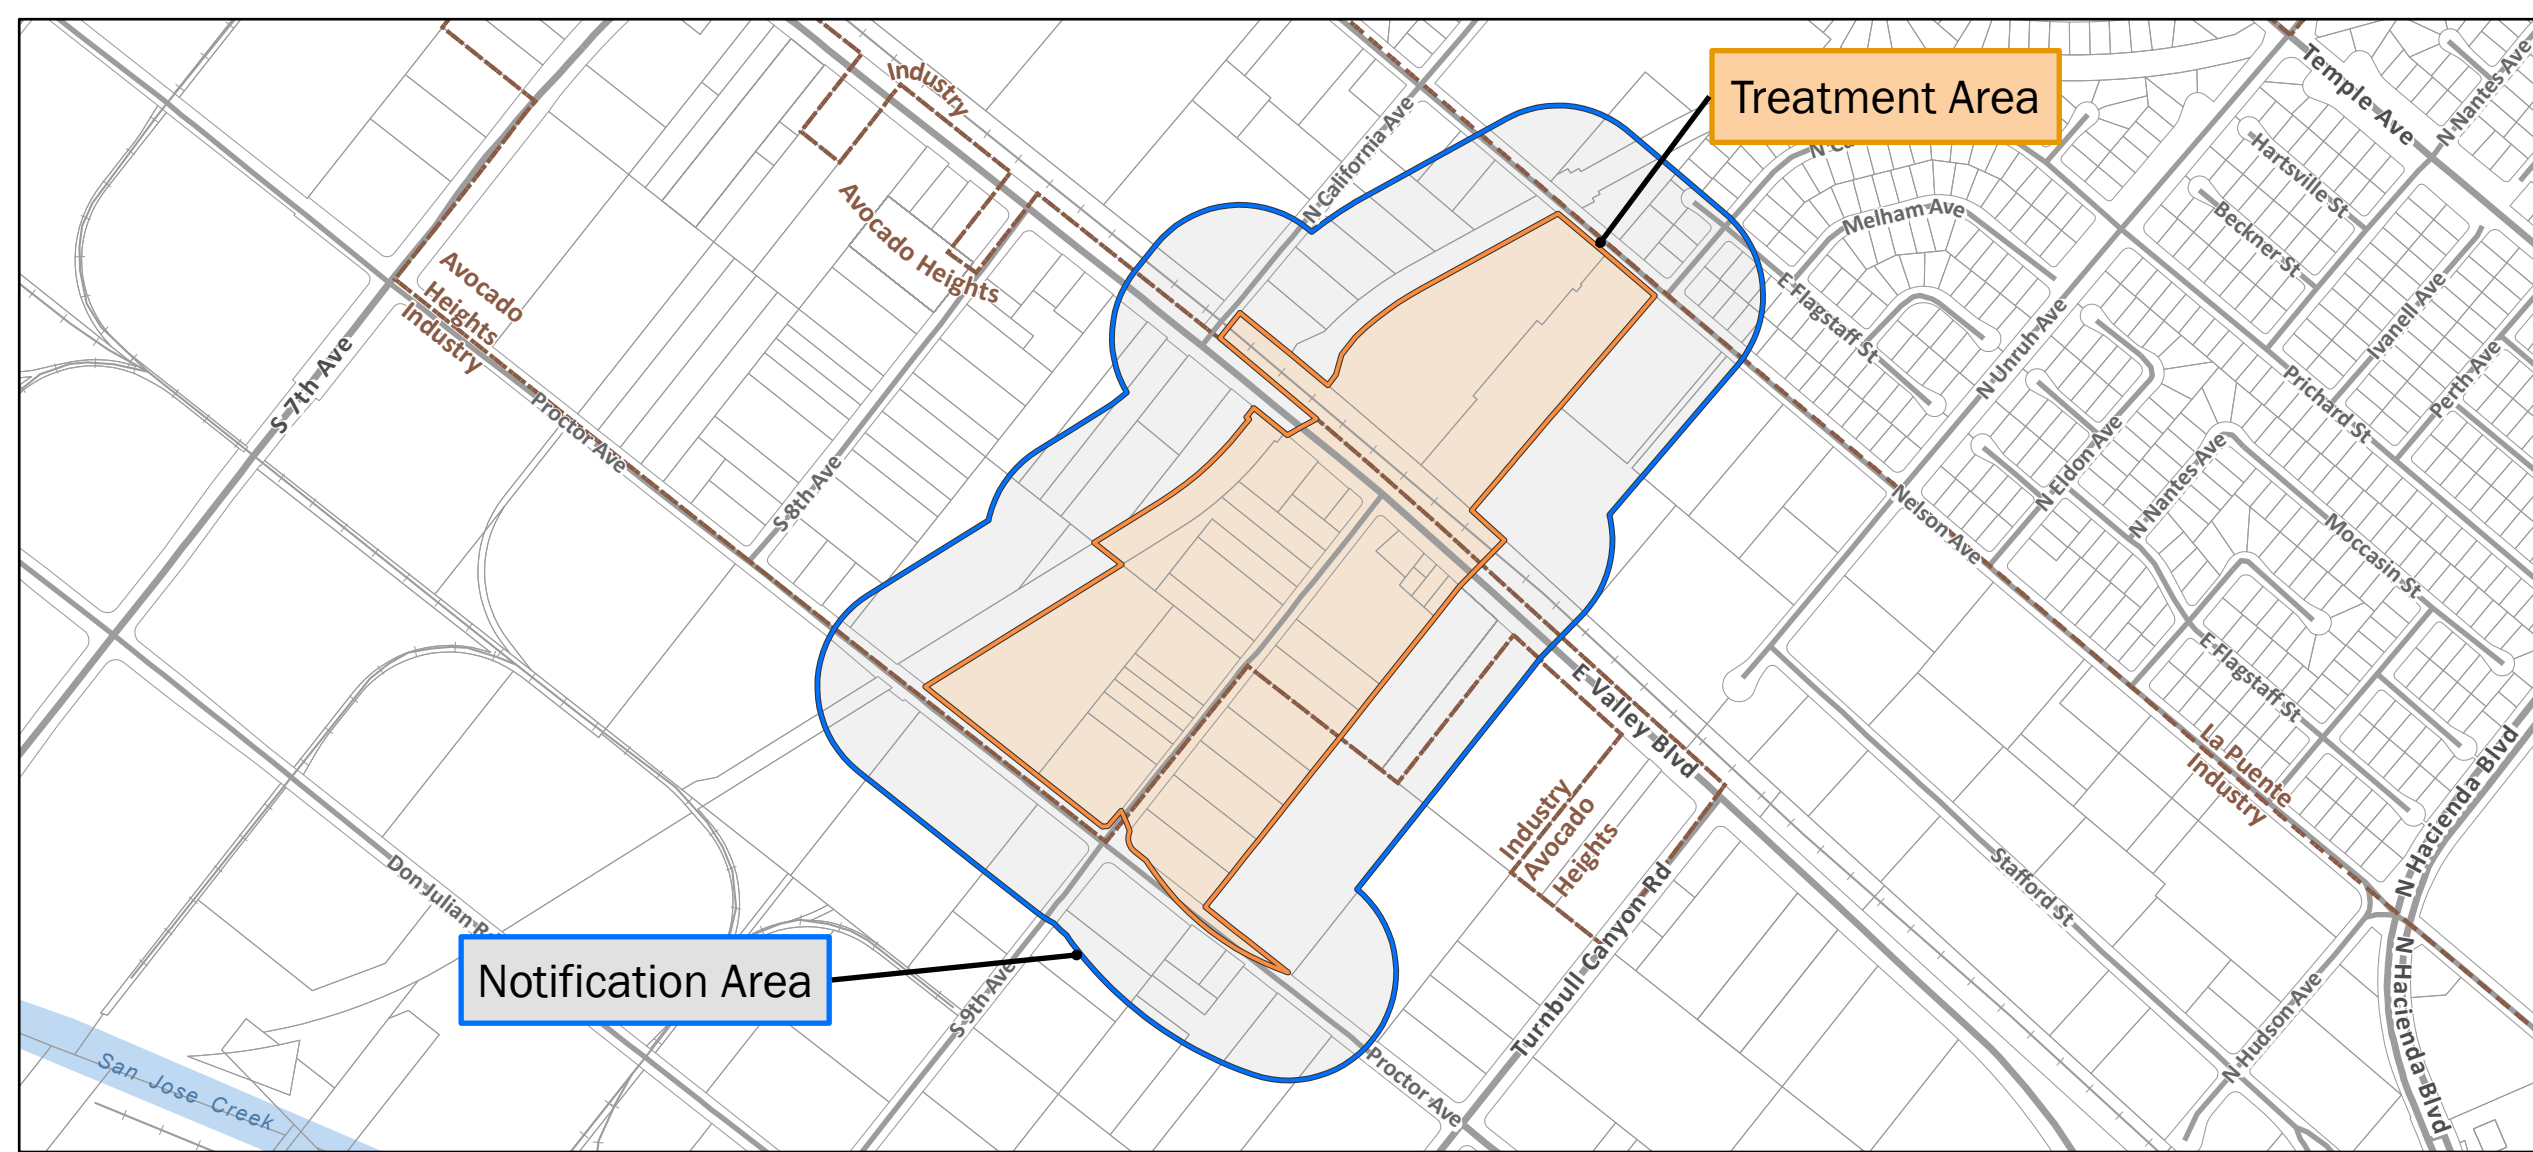 Industry
Treatment Area
Temple Ave
N Nantes Ave
N California Ave
Hartsville St
Avocado Heights
Melham Ave
Beckner St
Avocado
Heights
Industry
E Flagstaff St
N Unruh Ave
Ivanell Ave
S 7th Ave
Proctor Ave
Prichard St
Perth Ave
S 8th Ave
N Eldon Ave
N Nantes Ave
Nelson Ave
Moccasin St
E Flagstaff St
E Valley Blvd
La Puente
Industry
N Hacienda Blvd
Industry
Avocado
Heights
Don Julian
Stafford St
Turnbull Canyon Rd
Notification Area
S 9th Ave
N Hudson Ave
N Hacienda Blvd
San Jose Creek
Proctor Ave